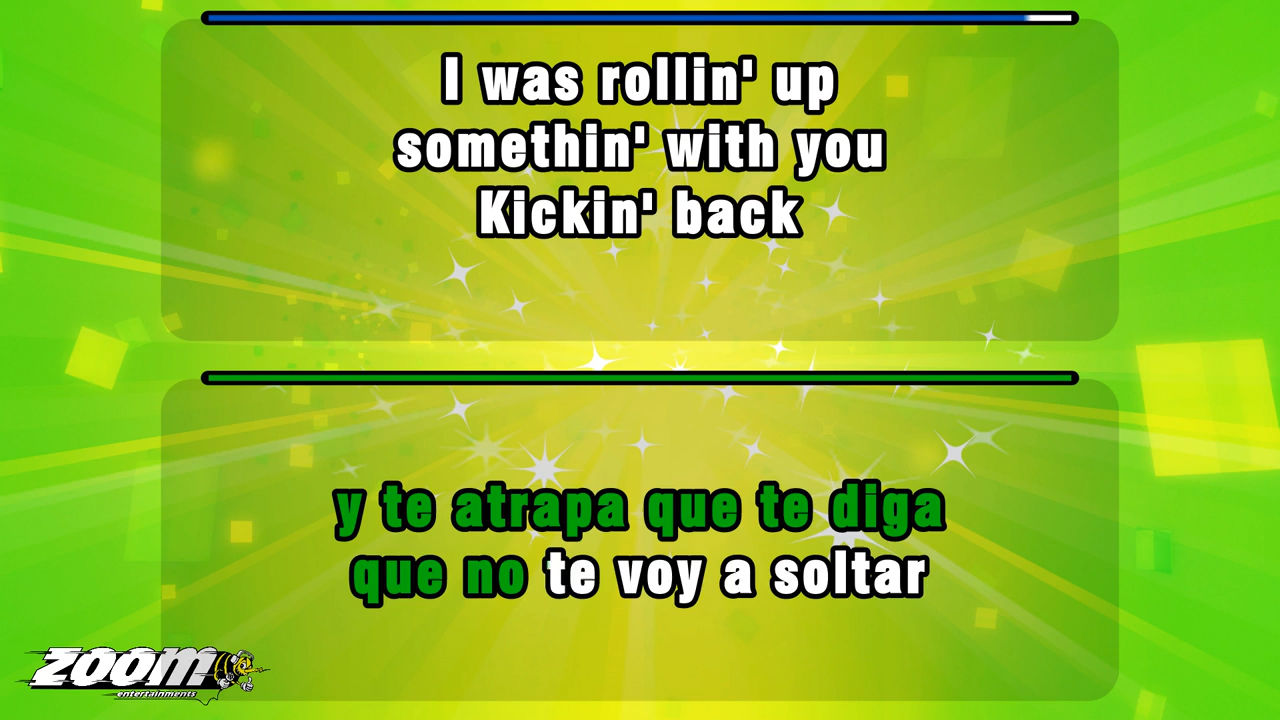 I was rollin' up
somethin' with you
Kickin' back
y te atrapa que te diga
que no te voy a soltar
zoom
entertainments